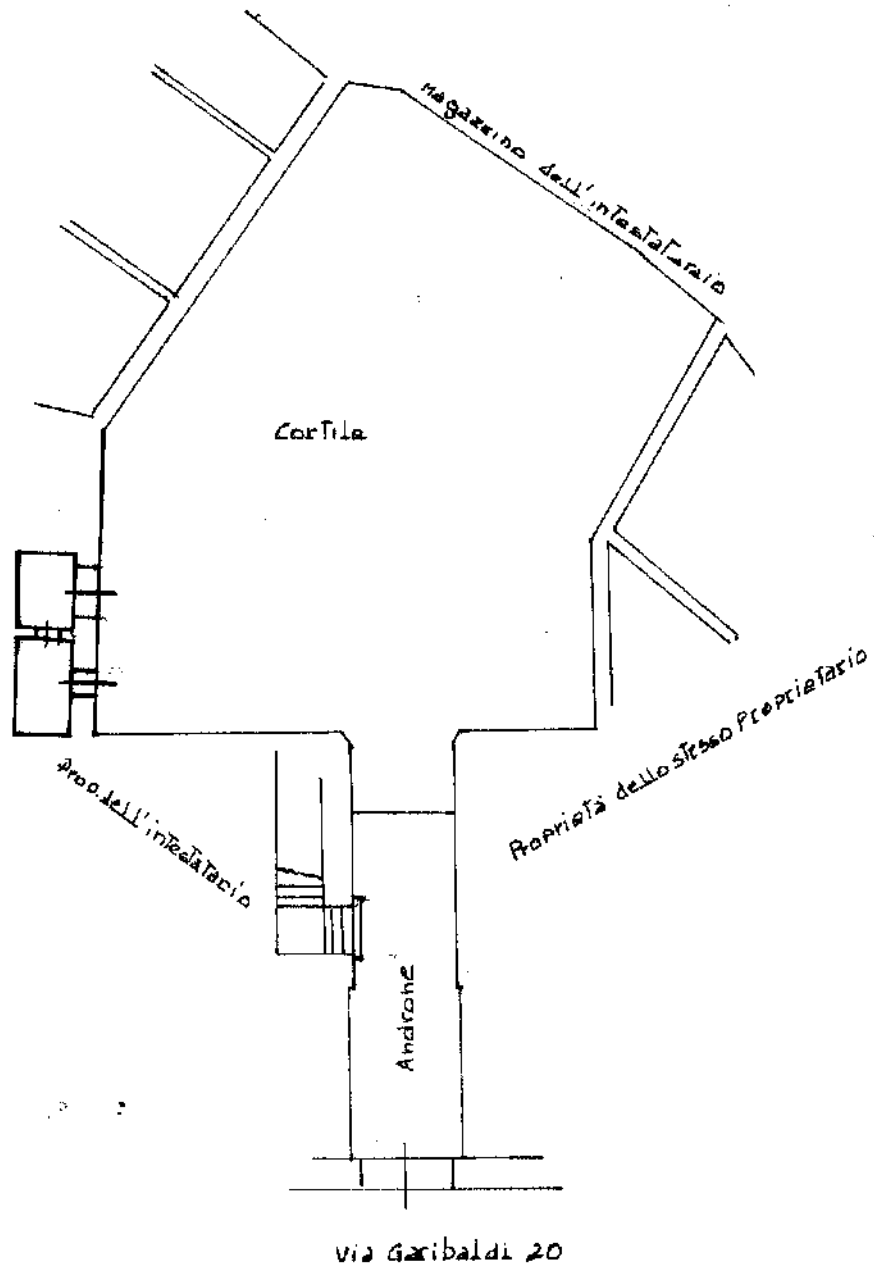 Magazzino dell'intestatario
Cortile
Proprietà dello stesso Proprietario
Prop. dell'intestatario
Androne
Via Garibaldi 20